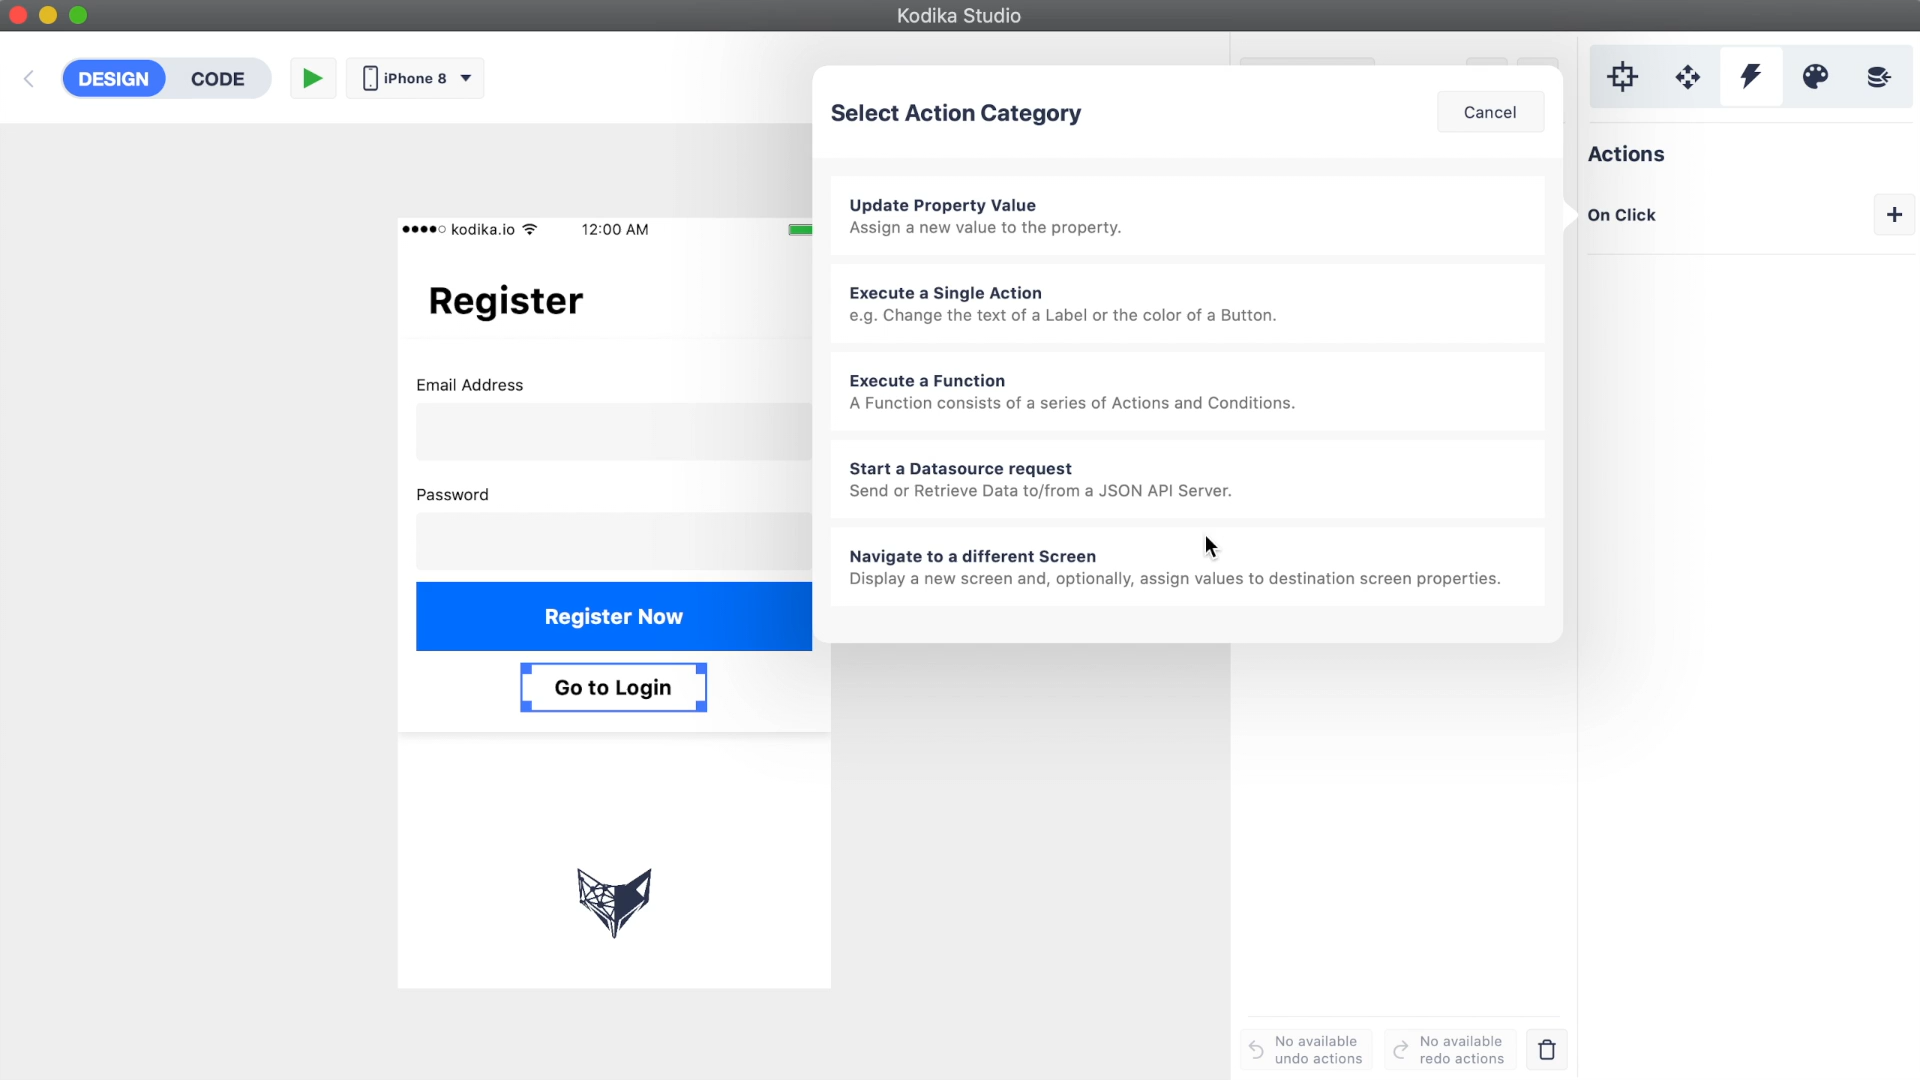 Kodika Studio
DESIGN
CODE
iPhone 8
Select Action Category
Cancel
Update Property Value
Assign a new value to the property.
Execute a Single Action
e.g. Change the text of a Label or the color of a Button.
Execute a Function
A Function consists of a series of Actions and Conditions.
Start a Datasource request
Send or Retrieve Data to/from a JSON API Server.
Navigate to a different Screen
Display a new screen and, optionally, assign values to destination screen properties.
Actions
On Click
kodika.io
12:00 AM
Register
Email Address
Password
Register Now
Go to Login
No available
undo actions
No available
redo actions